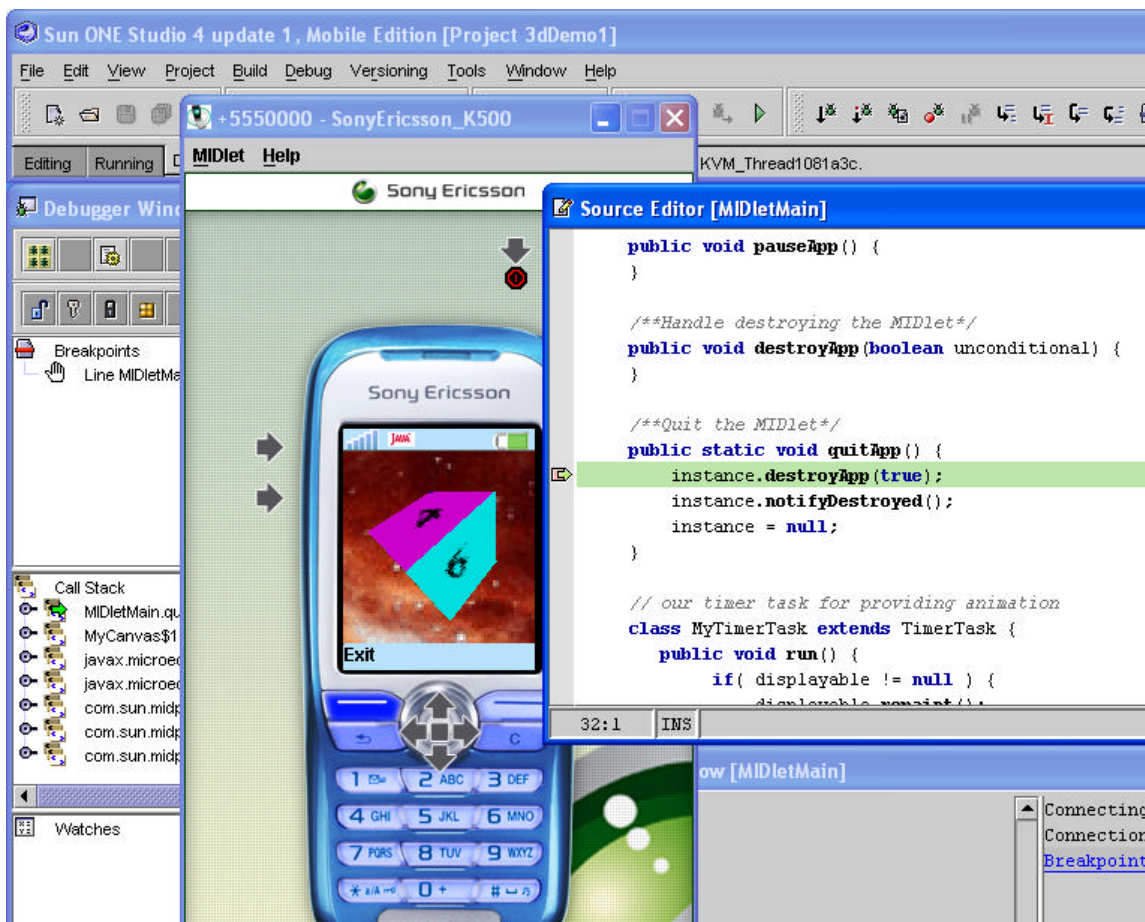 Sun ONE Studio 4 update 1, Mobile Edition [Project 3dDemo1]
File Edit View Project Build Debug Versioning Tools Window Help
+5550000 - SonyEricsson_K500
Editing Running
MIDlet Help
KVM_Thread1081a3c.
Sony Ericsson
Debugger Wind
Source Editor [MIDletMain]
public void pauseApp() {
}
/**Handle destroying the MIDlet*/
public void destroyApp(boolean unconditional) {
}
/**Quit the MIDlet*/
public static void quitApp() {
instance.destroyApp(true);
instance.notifyDestroyed();
instance = null;
}
// our timer task for providing animation
class MyTimerTask extends TimerTask {
public void run() {
if( displayable != null ) {
displayable.repaint();
32:1 INS
Breakpoints
Line MIDletMa
Call Stack
MIDletMain.qu
MyCanvas$1
javax.microed
javax.microed
com.sun.midp
com.sun.midp
com.sun.midp
Watches
Sony Ericsson
JAVA
7
6
Exit
C
1 2 ABC 3 DEF
4 GHI 5 JKL 6 MNO
7 PQRS 8 TUV 9 WXYZ
* a/A 0 + #
ow [MIDletMain]
Connecting
Connection
Breakpoint